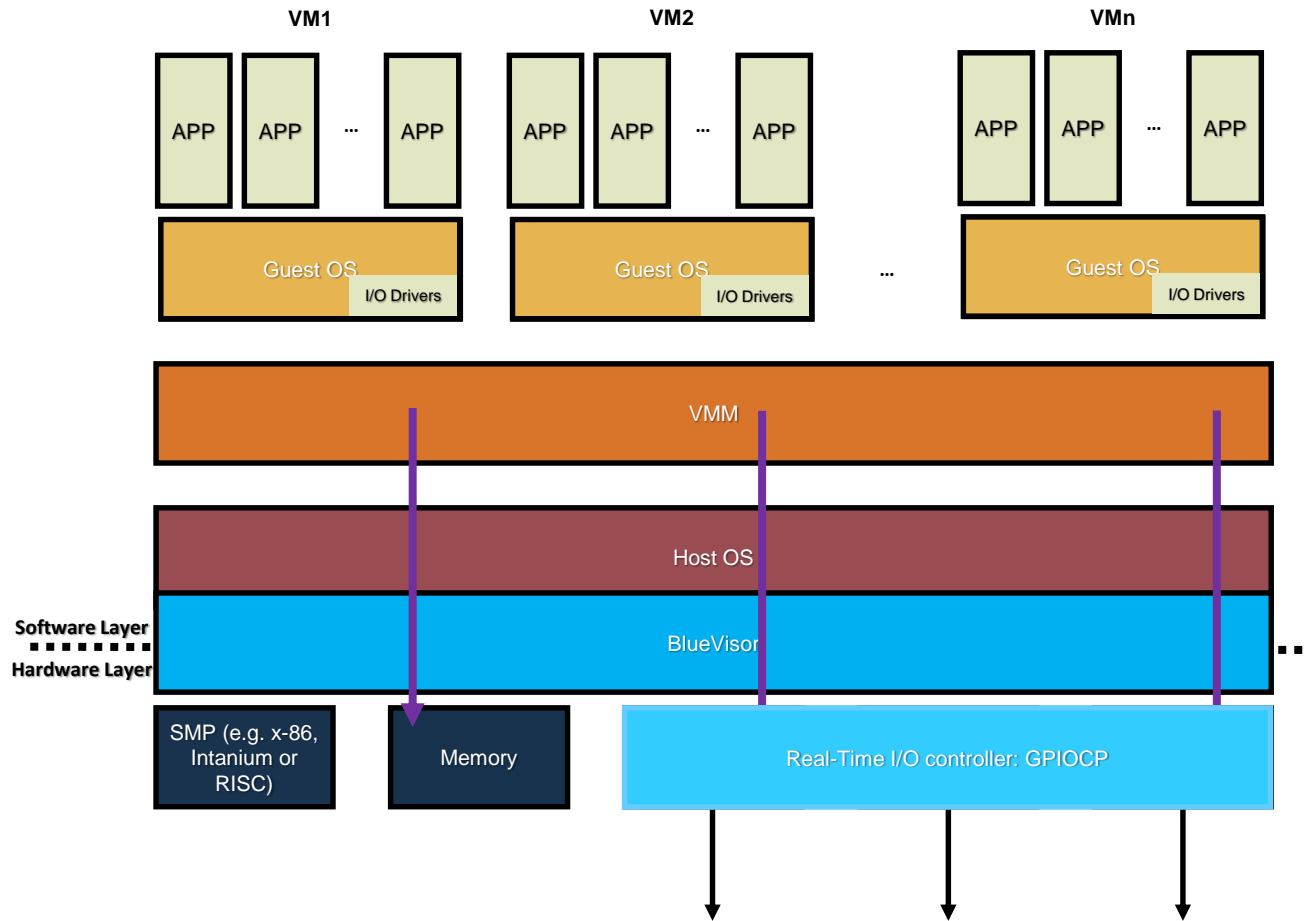 VM1
VM2
VMn
APP
APP
...
APP
APP
APP
...
APP
APP
APP
...
APP
Guest OS
I/O Drivers
Guest OS
I/O Drivers
...
Guest OS
I/O Drivers
VMM
Host OS
Software Layer
Hardware Layer
BlueVisor
SMP (e.g. x-86,
Intanium or
RISC)
Memory
Real-Time I/O controller: GPIOCP